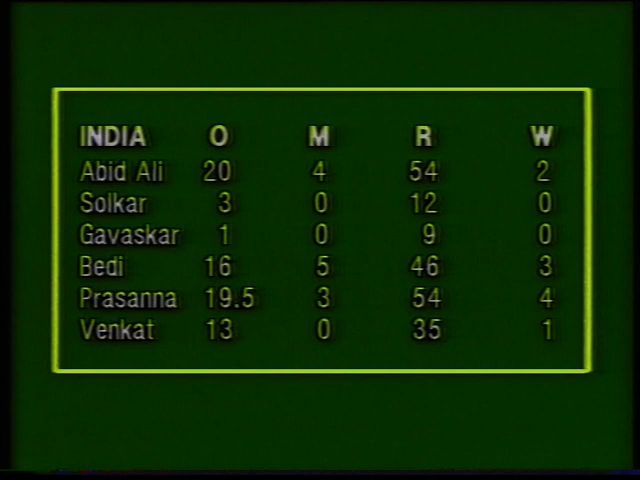 INDIA O M R W
Abid Ali 20 4 54 2
Solkar 3 0 12 0
Gavaskar 1 0 9 0
Bedi 16 5 46 3
Prasanna 19.5 3 54 4
Venkat 13 0 35 1